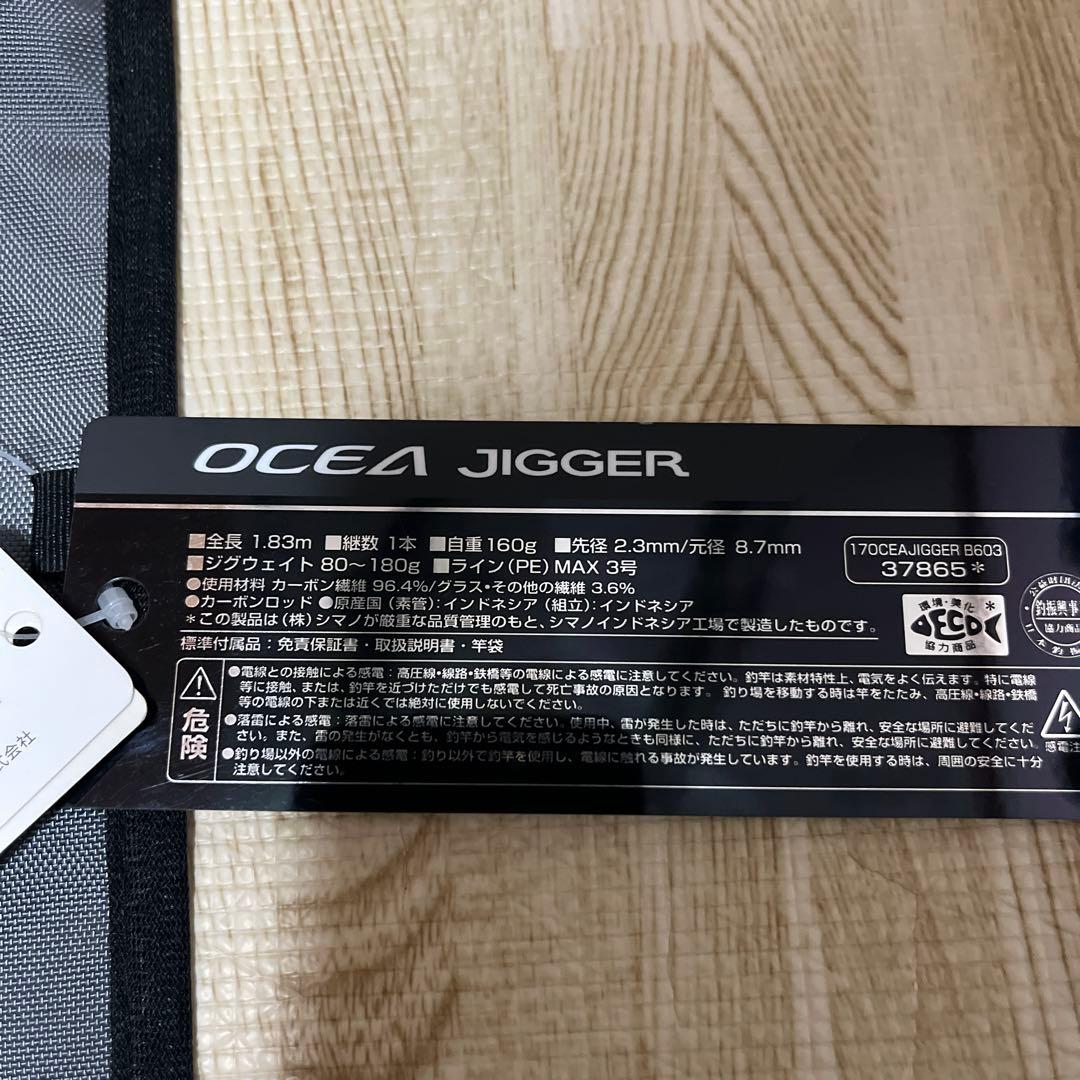 OCEA JIGGER
■全長 1.83m ■継数 1本 ■自重160g ■先径 2.3mm/元径 8.7mm
■ジグウェイト 80～180g ■ライン(PE) MAX 3号
●使用材料 カーボン繊維 96.4%/グラス・その他の繊維 3.6%
●カーボンロッド ●原産国(素管):インドネシア(組立):インドネシア
＊この製品は(株)シマノが厳重な品質管理のもと、シマノインドネシア工場で製造したものです。
標準付属品:免責保証書・取扱説明書・竿袋
17OCEAJIGGER B603
37865＊
環境・美化
＊
ECO
協力商品
協力商品
危険
●電線との接触による感電:高圧線・線路・鉄橋等の電線による感電に注意してください。釣竿は素材特性上、電気をよく伝えます。特に電線
等に接触、または、釣竿を近づけただけでも感電して死亡事故の原因となります。釣り場を移動する時は竿をたたみ、高圧線・線路・鉄橋
等の電線の下または近くでは絶対に使用しないでください。
●落雷による感電:落雷による感電に注意してください。使用中、雷が発生した時は、ただちに釣竿から離れ、安全な場所に避難してくだ
さい。また、雷の発生がなくとも、釣竿から電気を感じるようなときも同様に、ただちに釣竿から離れ、安全な場所に避難してください。
●釣り場以外の電線による感電:釣り以外で釣竿を使用し、電線に触れる事故が発生しています。釣竿を使用する時は、周囲の安全に十分
注意してください。
感電注
式会社